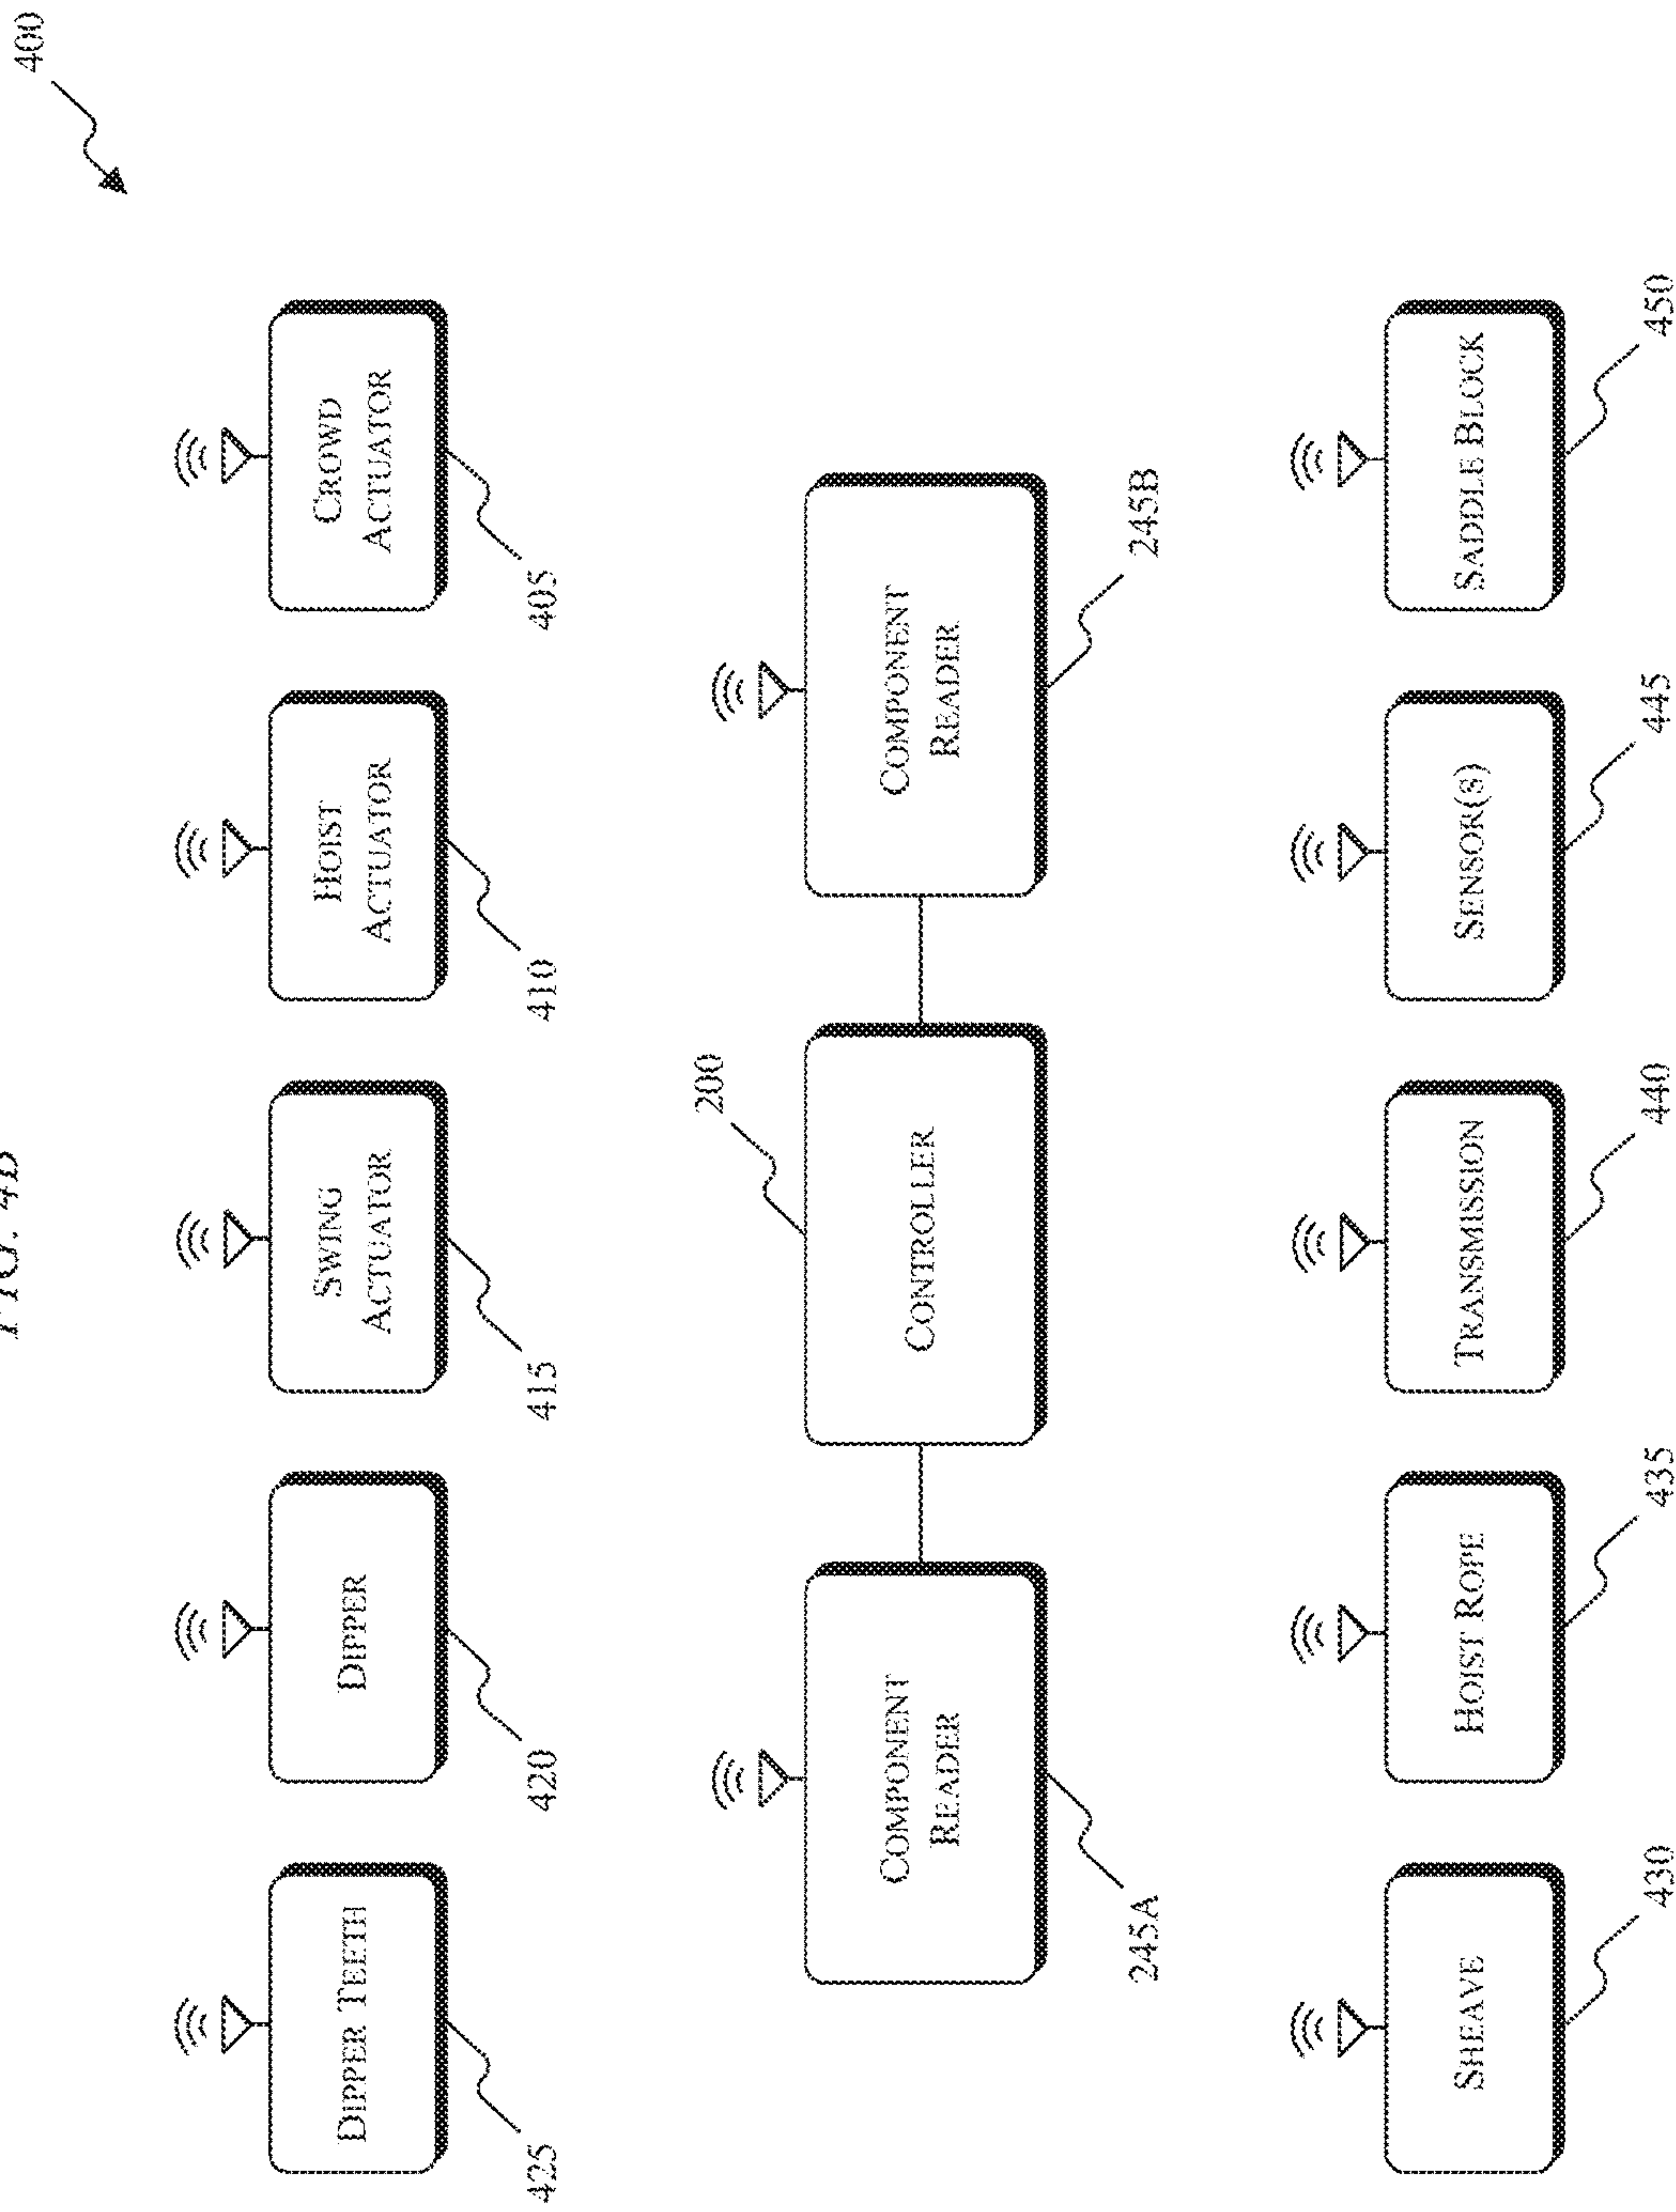 FIG. 4B
400
DIPPER TEETH
425
DIPPER
420
SWING
ACTUATOR
415
HOIST
ACTUATOR
410
CROWD
ACTUATOR
405
COMPONENT
READER
245A
CONTROLLER
200
COMPONENT
READER
245B
SHEAVE
430
HOIST ROPE
435
TRANSMISSION
440
SENSOR(S)
445
SADDLE BLOCK
450